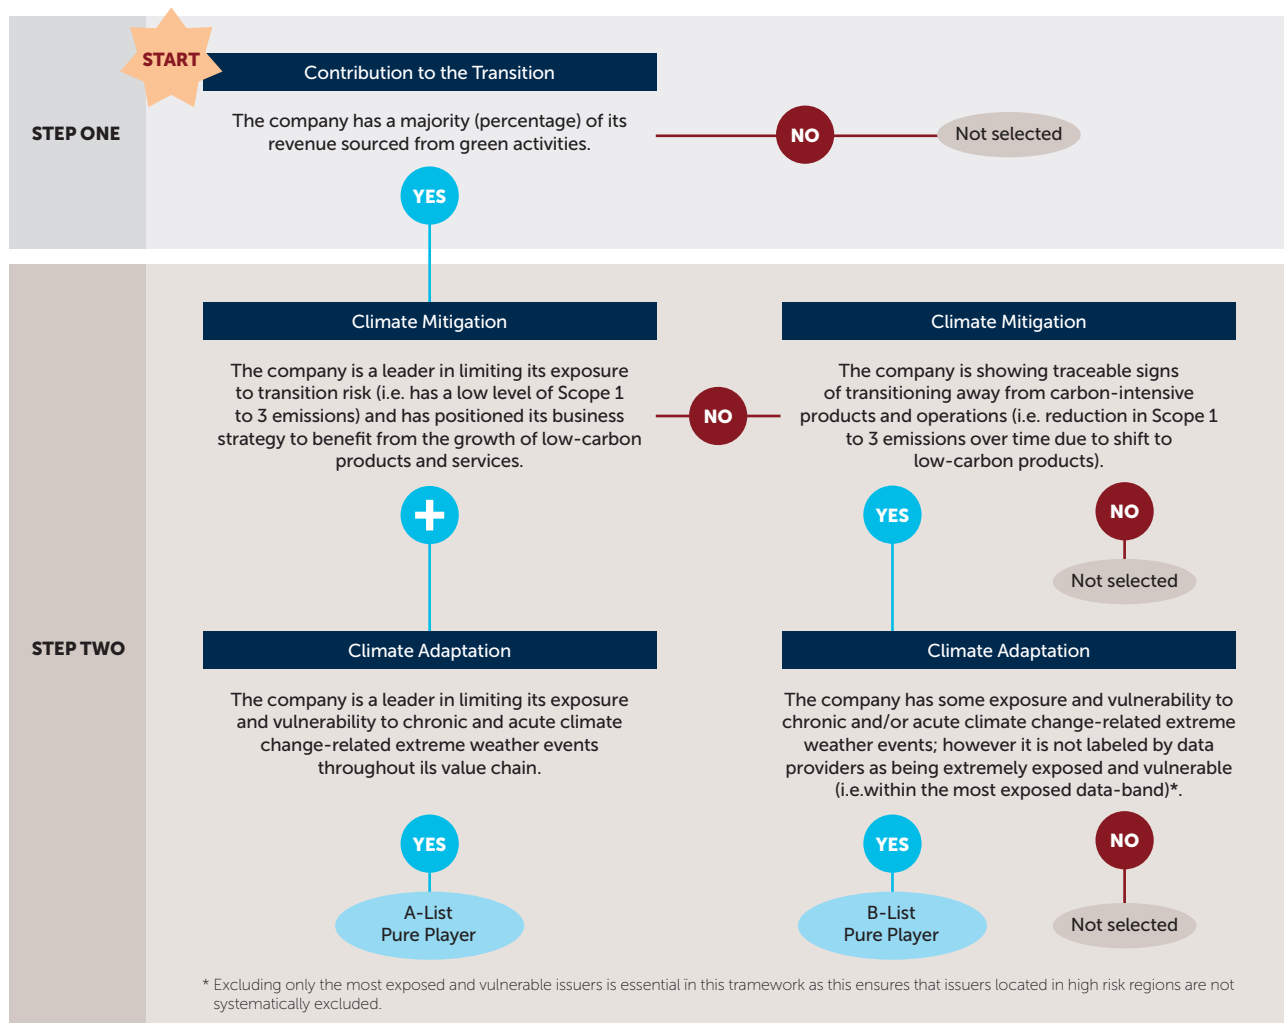 START
Contribution to the Transition
STEP ONE
The company has a majority (percentage) of its
revenue sourced from green activities.
NO
Not selected
YES
Climate Mitigation
The company is a leader in limiting its exposure
to transition risk (i.e. has a low level of Scope 1
to 3 emissions) and has positioned its business
strategy to benefit from the growth of low-carbon
products and services.
NO
Climate Mitigation
The company is showing traceable signs
of transitioning away from carbon-intensive
products and operations (i.e. reduction in Scope 1
to 3 emissions over time due to shift to
low-carbon products).
+
YES
NO
Not selected
STEP TWO
Climate Adaptation
The company is a leader in limiting its exposure
and vulnerability to chronic and acute climate
change-related extreme weather events
throughout ils value chain.
Climate Adaptation
The company has some exposure and vulnerability to
chronic and/or acute climate change-related extreme
weather events; however it is not labeled by data
providers as being extremely exposed and vulnerable
(i.e.within the most exposed data-band)*.
YES
A-List
Pure Player
YES
B-List
Pure Player
NO
Not selected
* Excluding only the most exposed and vulnerable issuers is essential ïn this tramework as this ensures that issuers located in high risk regions are not
systematically excluded.